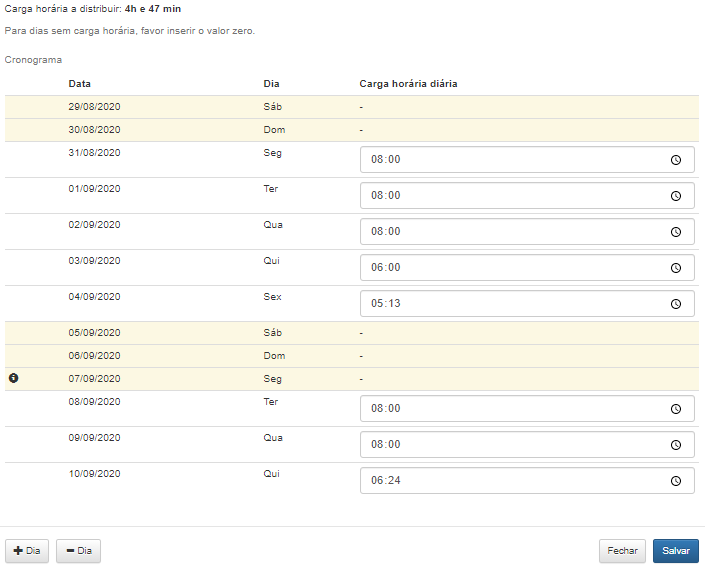 Carga horária a distribuir: 4h e 47 min
Para dias sem carga horária, favor inserir o valor zero.
Cronograma
Data Dia Carga horária diária
29/08/2020 Sáb -
30/08/2020 Dom -
31/08/2020 Seg 08:00
01/09/2020 Ter 08:00
02/09/2020 Qua 08:00
03/09/2020 Qui 06:00
04/09/2020 Sex 05:13
05/09/2020 Sáb -
06/09/2020 Dom -
07/09/2020 Seg -
08/09/2020 Ter 08:00
09/09/2020 Qua 08:00
10/09/2020 Qui 06:24
+ Dia - Dia Fechar Salvar